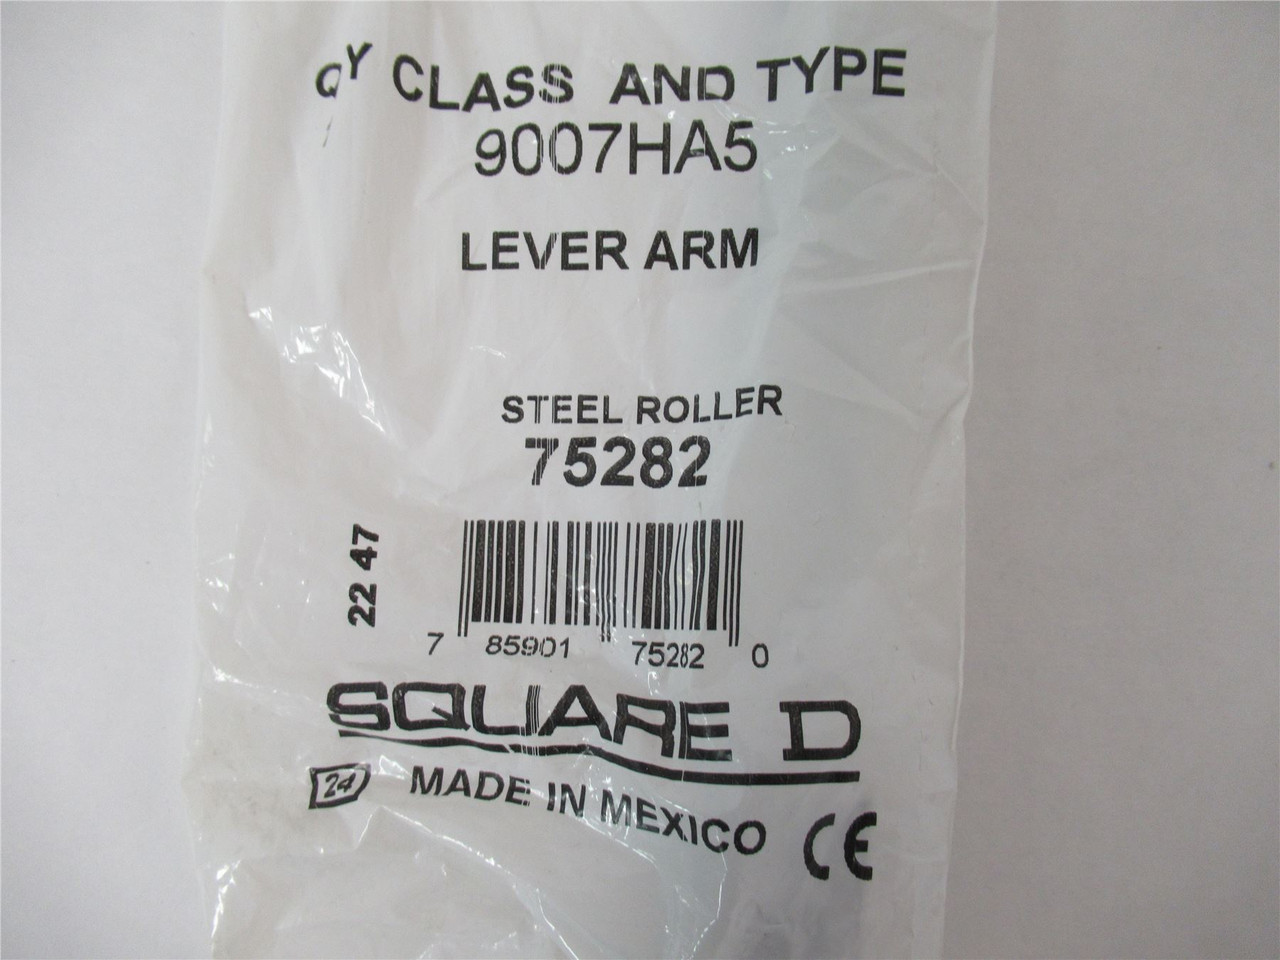 QY CLASS AND TYPE
1 9007HA5
LEVER ARM
STEEL ROLLER
75282
22 47
7 85901 75282 0
SQUARE D
24 MADE IN MEXICO CE